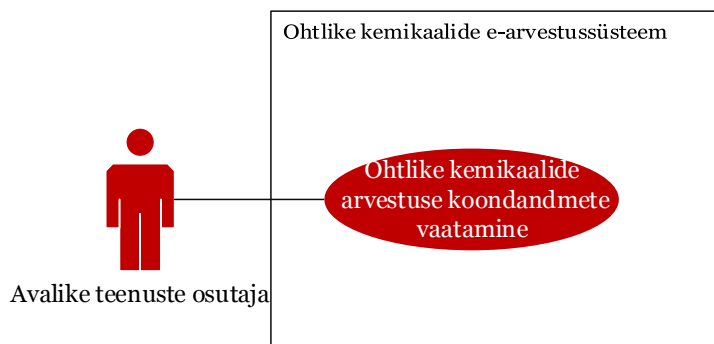 Ohtlike kemikaalide e-arvestussüsteem
Ohtlike kemikaalide
arvestuse koondandmete
vaatamine
Avalike teenuste osutaja